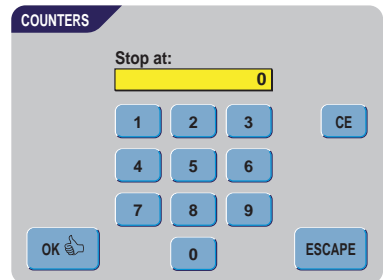 COUNTERS
Stop at:
0
1 2 3 CE
4 5 6
7 8 9
OK 0 ESCAPE